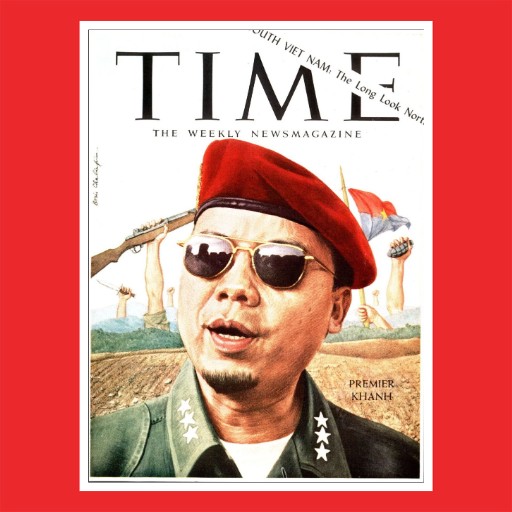 OUTH VIET NAM: The Long Look Nort.
TIME
THE WEEKLY NEWSMAGAZINE
PREMIER
KHANH